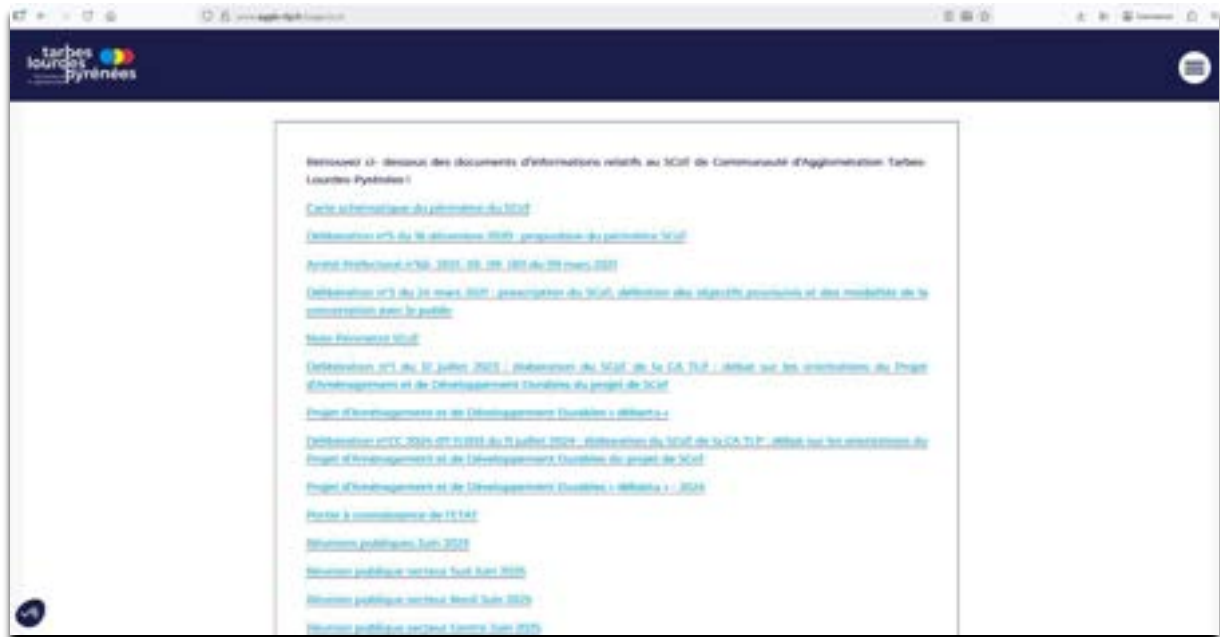 tarbes
lourdes
pyrénées
Retrouvez ci- dessous des documents d'informations relatifs au SCoT de Communauté d'Agglomération Tarbes-
Lourdes-Pyrénées !
Carte schématique du périmètre du SCoT
Délibération n°5 du 16 décembre : proposition du périmètre SCoT
Arrêté Préfectoral du 09 mars 2021
Délibération n°5 du 24 mars 2021 : prescription du SCoT, définition des objectifs poursuivis et des modalités de la
concertation avec le public
Note Périmètre SCoT
Délibération n°1 du juillet 2023 : élaboration du SCoT de la CA TLP : débat sur les orientations du Projet
d'Aménagement et de Développement Durables du projet de SCoT
Projet d'Aménagement et de Développement Durables « débattu »
Délibération du 11 juillet 2024 : élaboration du SCoT de la CA TLP : débat sur les orientations du
Projet d'Aménagement et de Développement Durables du projet de SCoT
Projet d'Aménagement et de Développement Durables « débattu » - 2024
Porter à connaissance de l'ETAT
Réunions publiques Juin 2023
Réunion publique secteur Sud Juin 2025
Réunion publique secteur Nord Juin 2025
Réunion publique secteur Centre Juin 2025